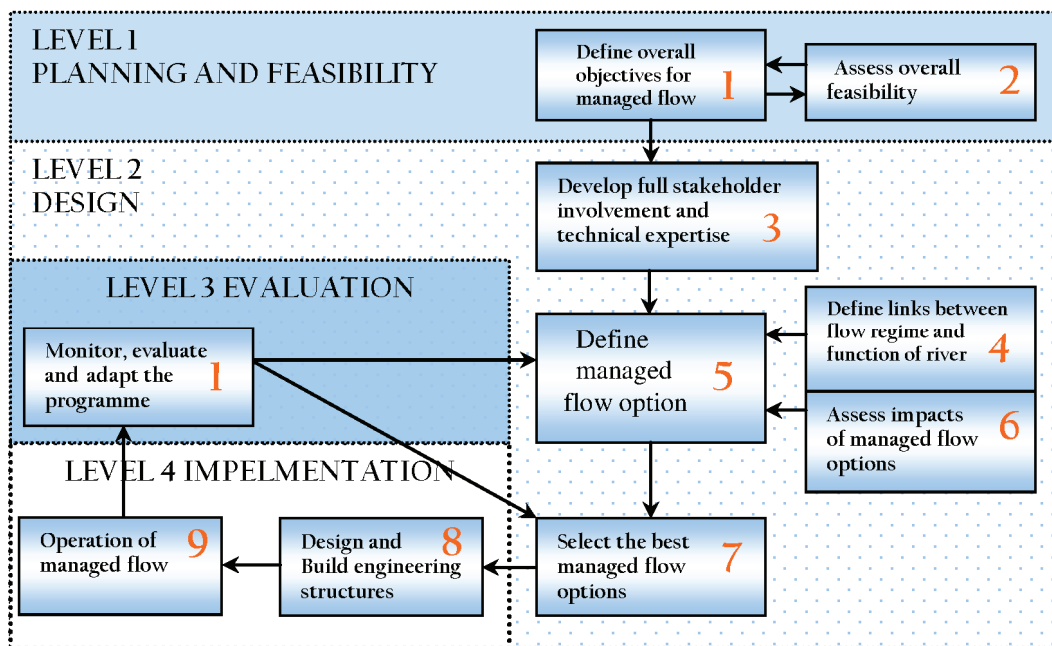 LEVEL 1
PLANNING AND FEASIBILITY
Define overall
objectives for
managed flow
1
Assess overall
feasibility
2
LEVEL 2
DESIGN
Develop full stakeholder
involvement and
technical expertise
3
LEVEL 3 EVALUATION
Monitor, evaluate
and adapt the
programme
1
Define
managed
flow option
5
Define links between
flow regime and
function of river
4
Assess impacts
of managed flow
options
6
LEVEL 4 IMPELMENTATION
Operation of
managed flow
9
Design and
Build engineering
structures
8
Select the best
managed flow
options
7